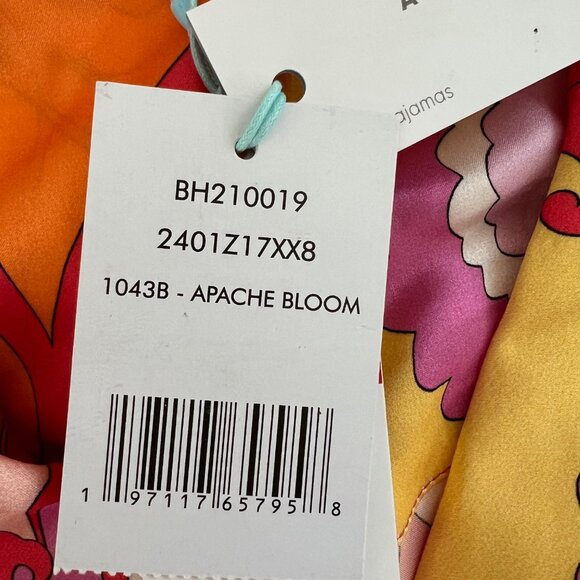 A
ajamas
BH210019
2401Z17XX8
1043B - APACHE BLOOM
1 97117 65795 8